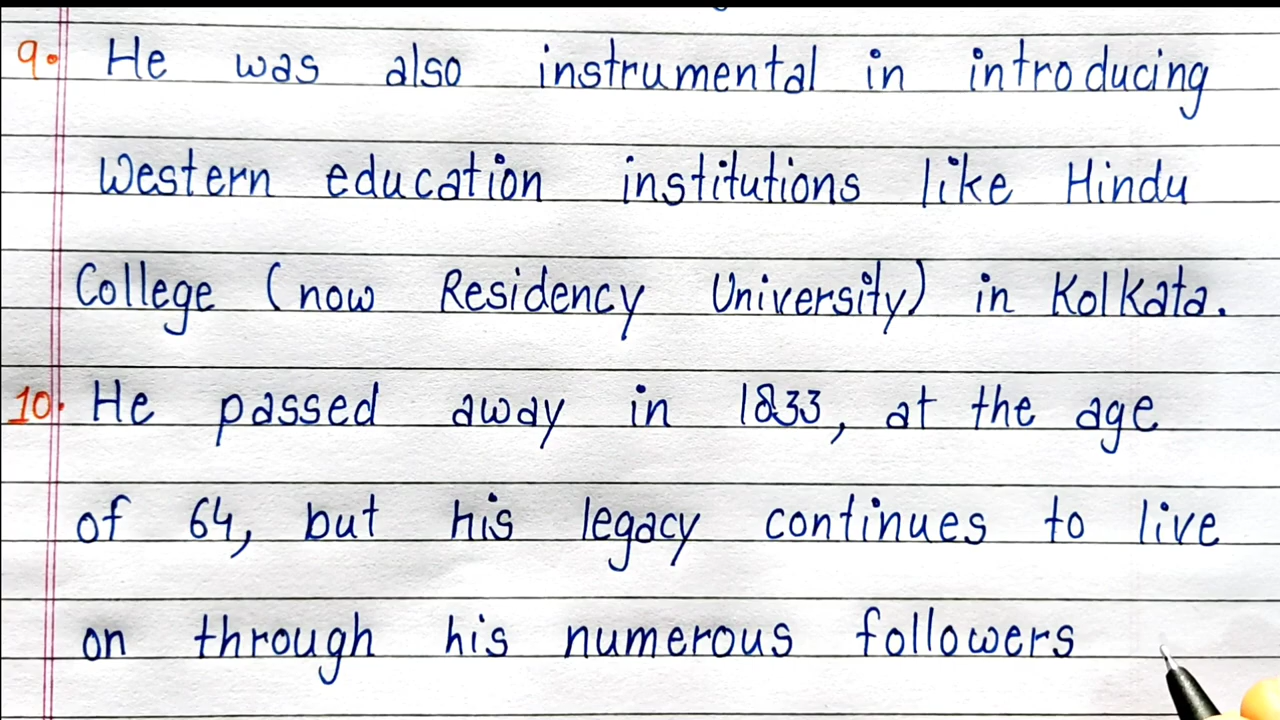 9. He was also instrumental in introducing
Western education institutions like Hindu
College (now Residency University) in Kolkata.
10. He passed away in 1833, at the age
of 64, but his legacy continues to live
on through his numerous followers